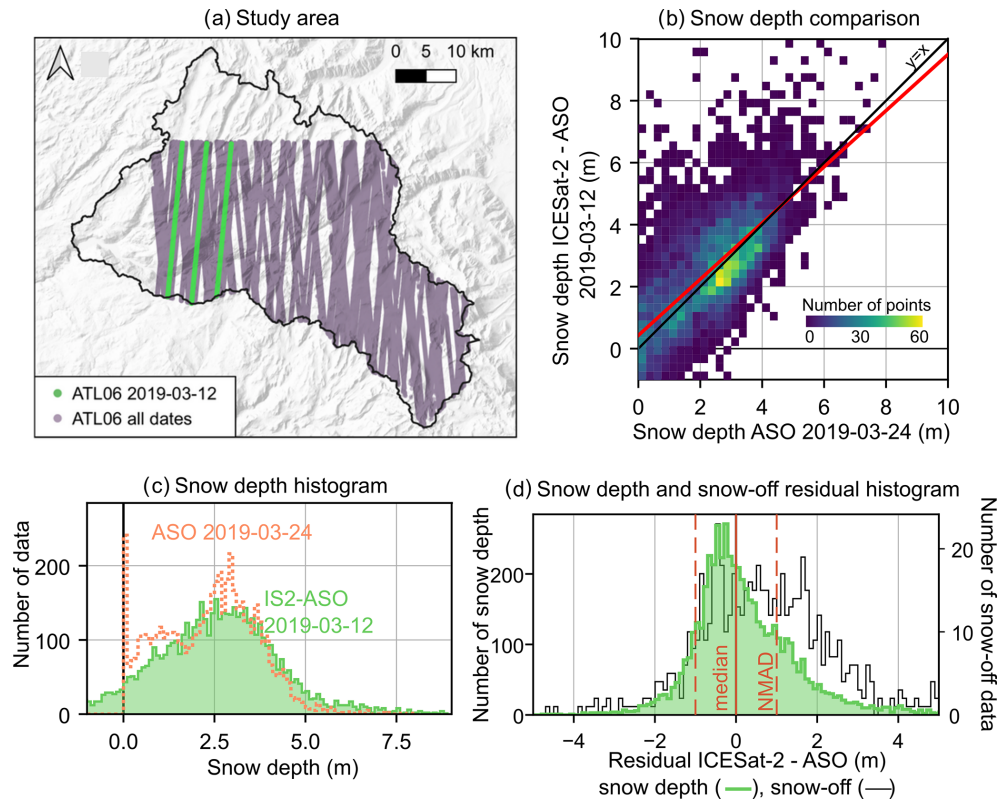 (a) Study area
0 5 10 km
ATL06 2019-03-12
ATL06 all dates
(b) Snow depth comparison
Snow depth ICESat-2 - ASO
2019-03-12 (m)
10
8
6
4
2
0
y=x
Number of points
0 30 60
0 2 4 6 8 10
Snow depth ASO 2019-03-24 (m)
(c) Snow depth histogram
Number of data
200
100
0
ASO 2019-03-24
IS2-ASO
2019-03-12
0.0 2.5 5.0 7.5
Snow depth (m)
(d) Snow depth and snow-off residual histogram
Number of snow depth
200
100
0
median
NMAD
20
10
0
Number of snow-off data
−4 −2 0 2 4
Residual ICESat-2 - ASO (m)
snow depth ( ), snow-off ( )